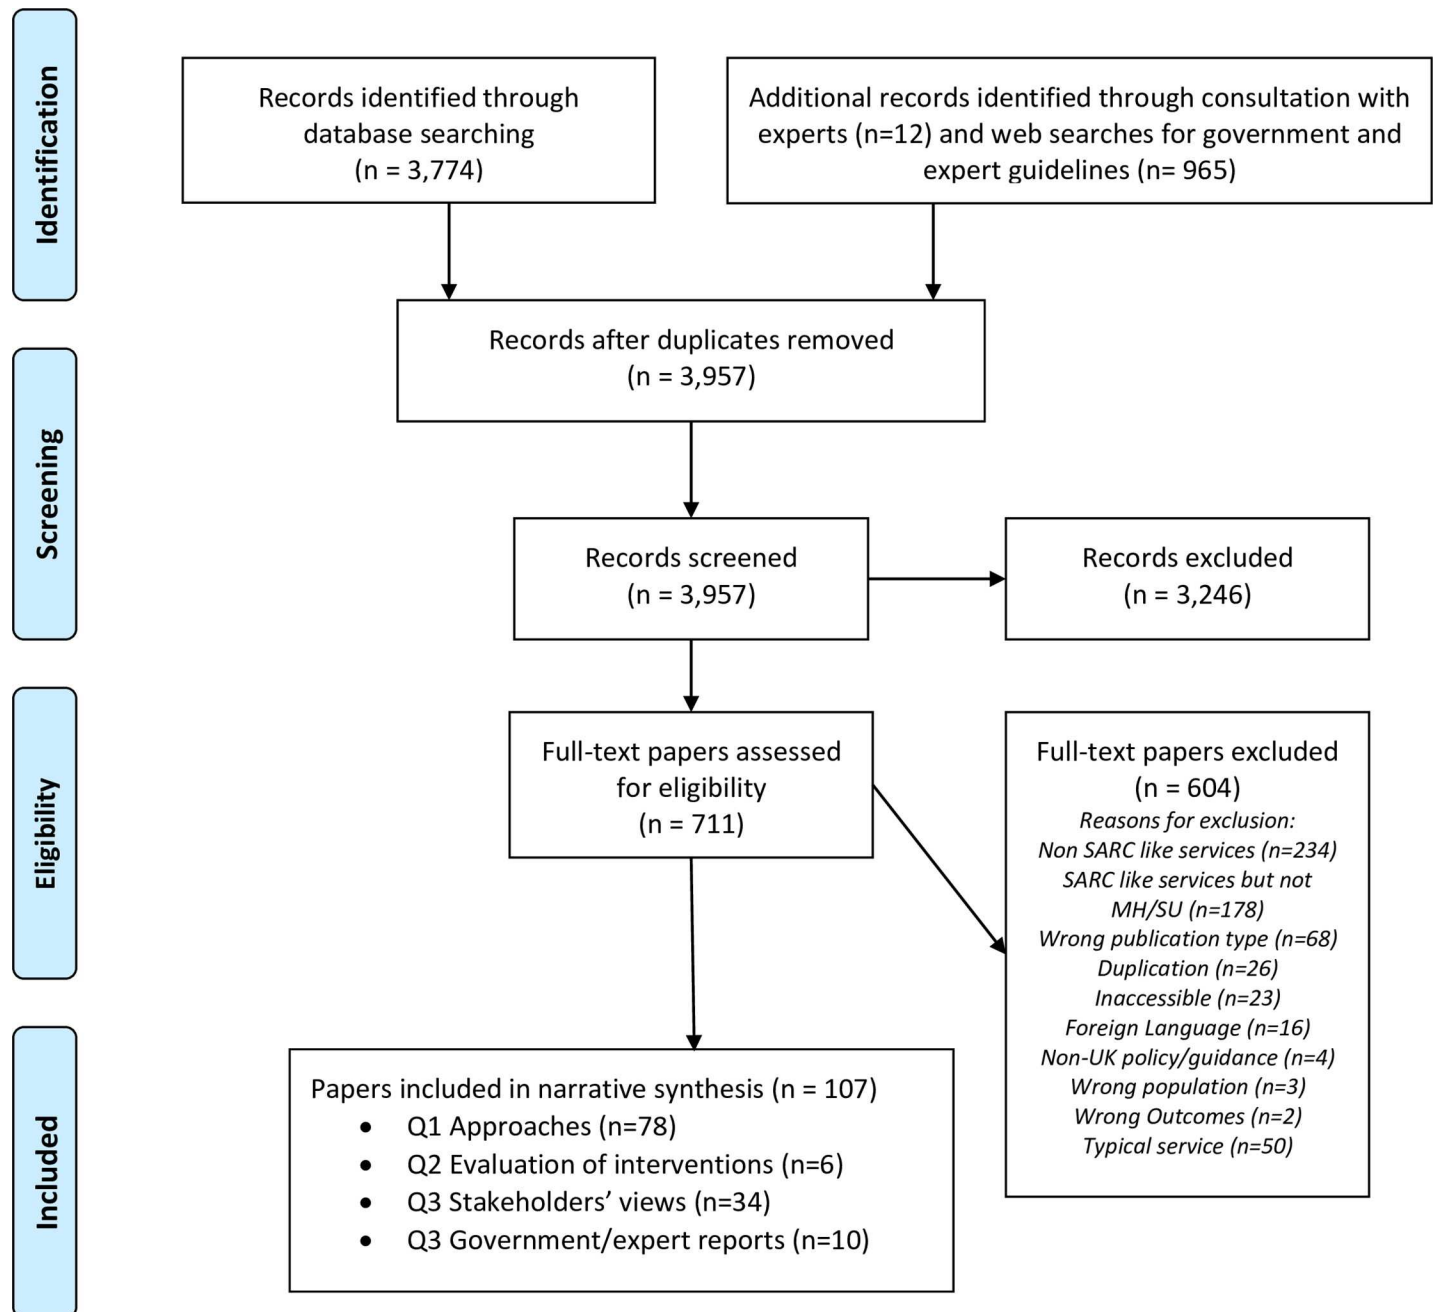 Identification
Records identified through
database searching
(n = 3,774)
Additional records identified through consultation with
experts (n=12) and web searches for government and
expert guidelines (n= 965)
Records after duplicates removed
(n = 3,957)
Screening
Records screened
(n = 3,957)
Records excluded
(n = 3,246)
Eligibility
Full-text papers assessed
for eligibility
(n = 711)
Full-text papers excluded
(n = 604)
Reasons for exclusion:
Non SARC like services (n=234)
SARC like services but not
MH/SU (n=178)
Wrong publication type (n=68)
Duplication (n=26)
Inaccessible (n=23)
Foreign Language (n=16)
Non-UK policy/guidance (n=4)
Wrong population (n=3)
Wrong Outcomes (n=2)
Typical service (n=50)
Included
Papers included in narrative synthesis (n = 107)
• Q1 Approaches (n=78)
• Q2 Evaluation of interventions (n=6)
• Q3 Stakeholders’ views (n=34)
• Q3 Government/expert reports (n=10)